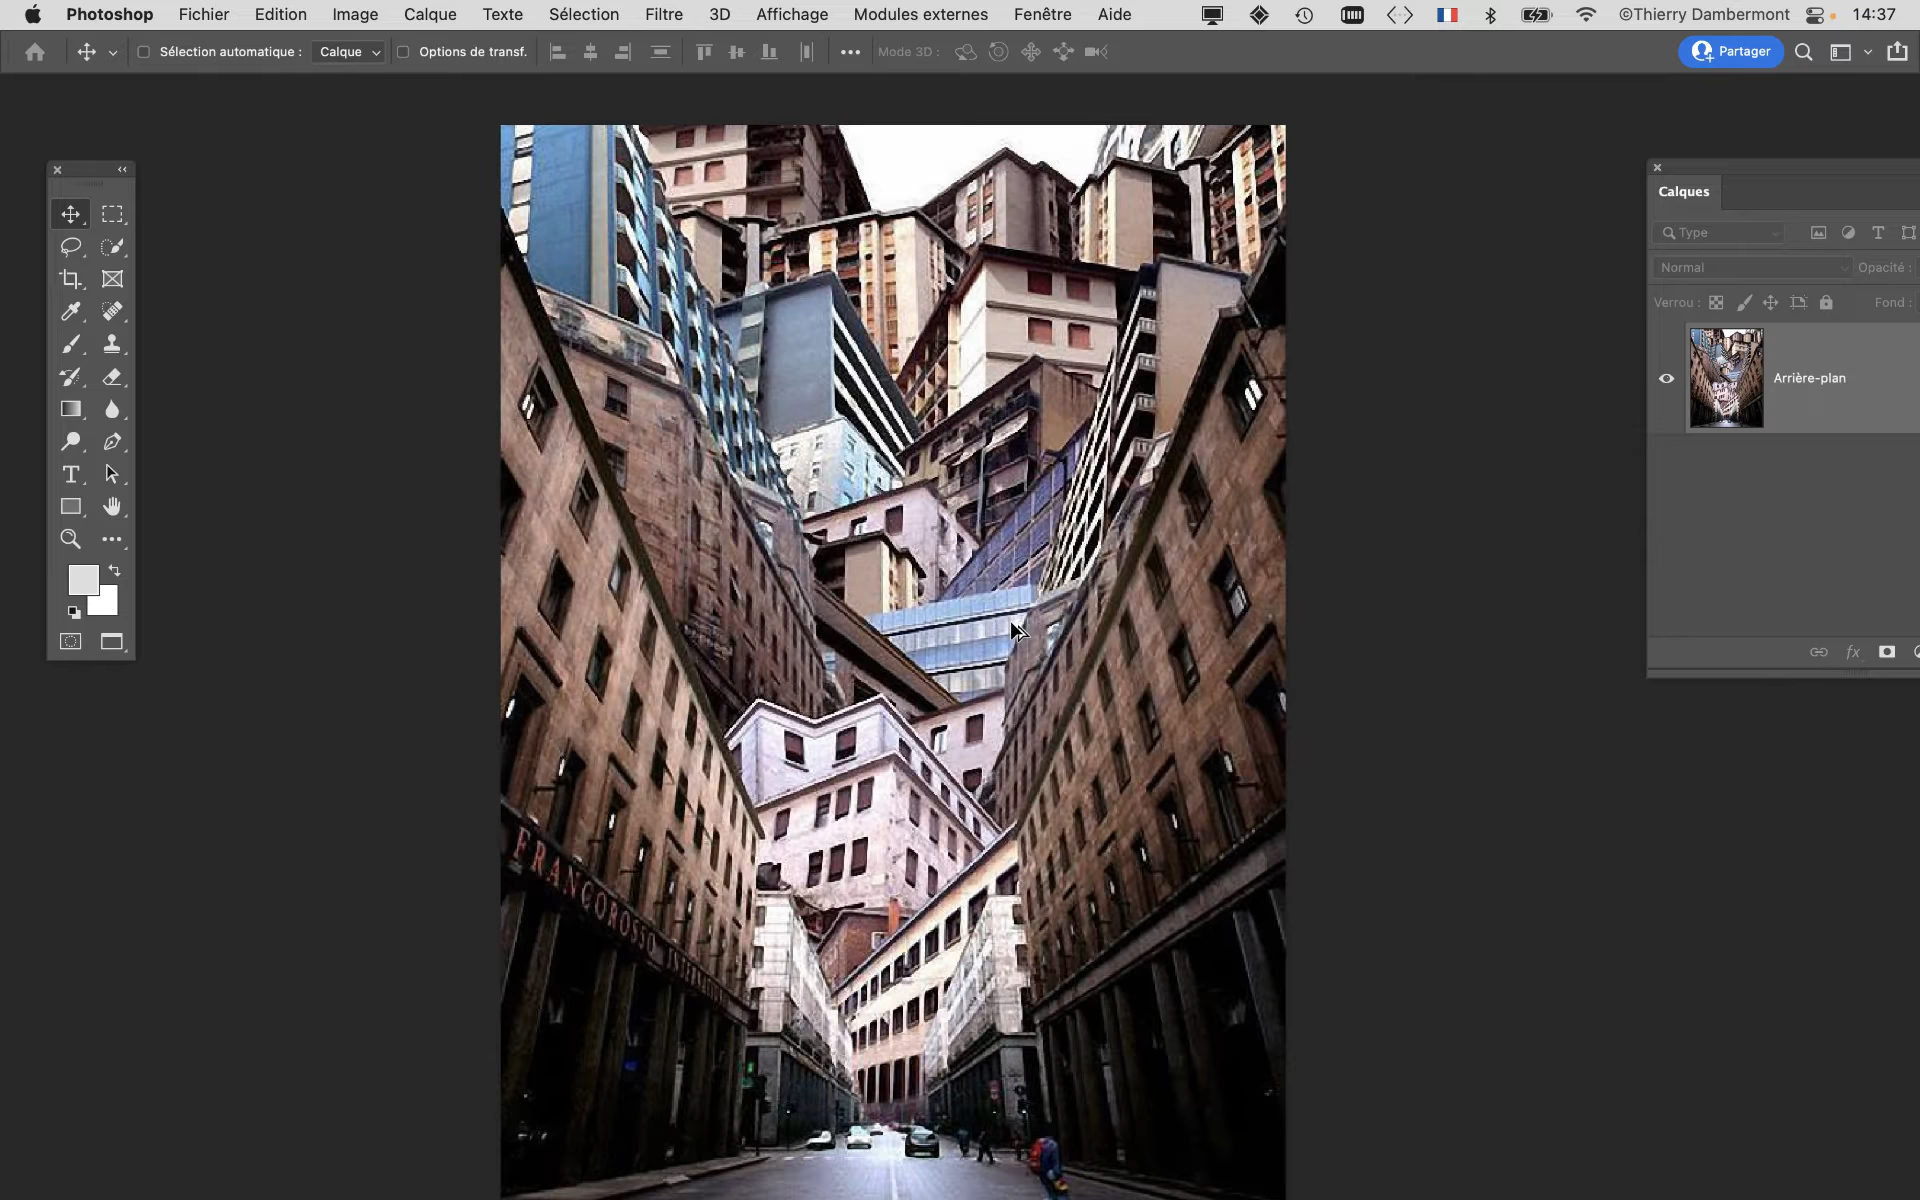 Photoshop Fichier Edition Image Calque Texte Sélection Filtre 3D Affichage Modules externes Fenêtre Aide ©Thierry Dambermont 14:37
Sélection automatique : Calque Options de transf. Mode 3D : Partager
Calques
Type
Normal Opacité :
Verrou : Fond :
Arrière-plan
fx
FRANCOROSSO